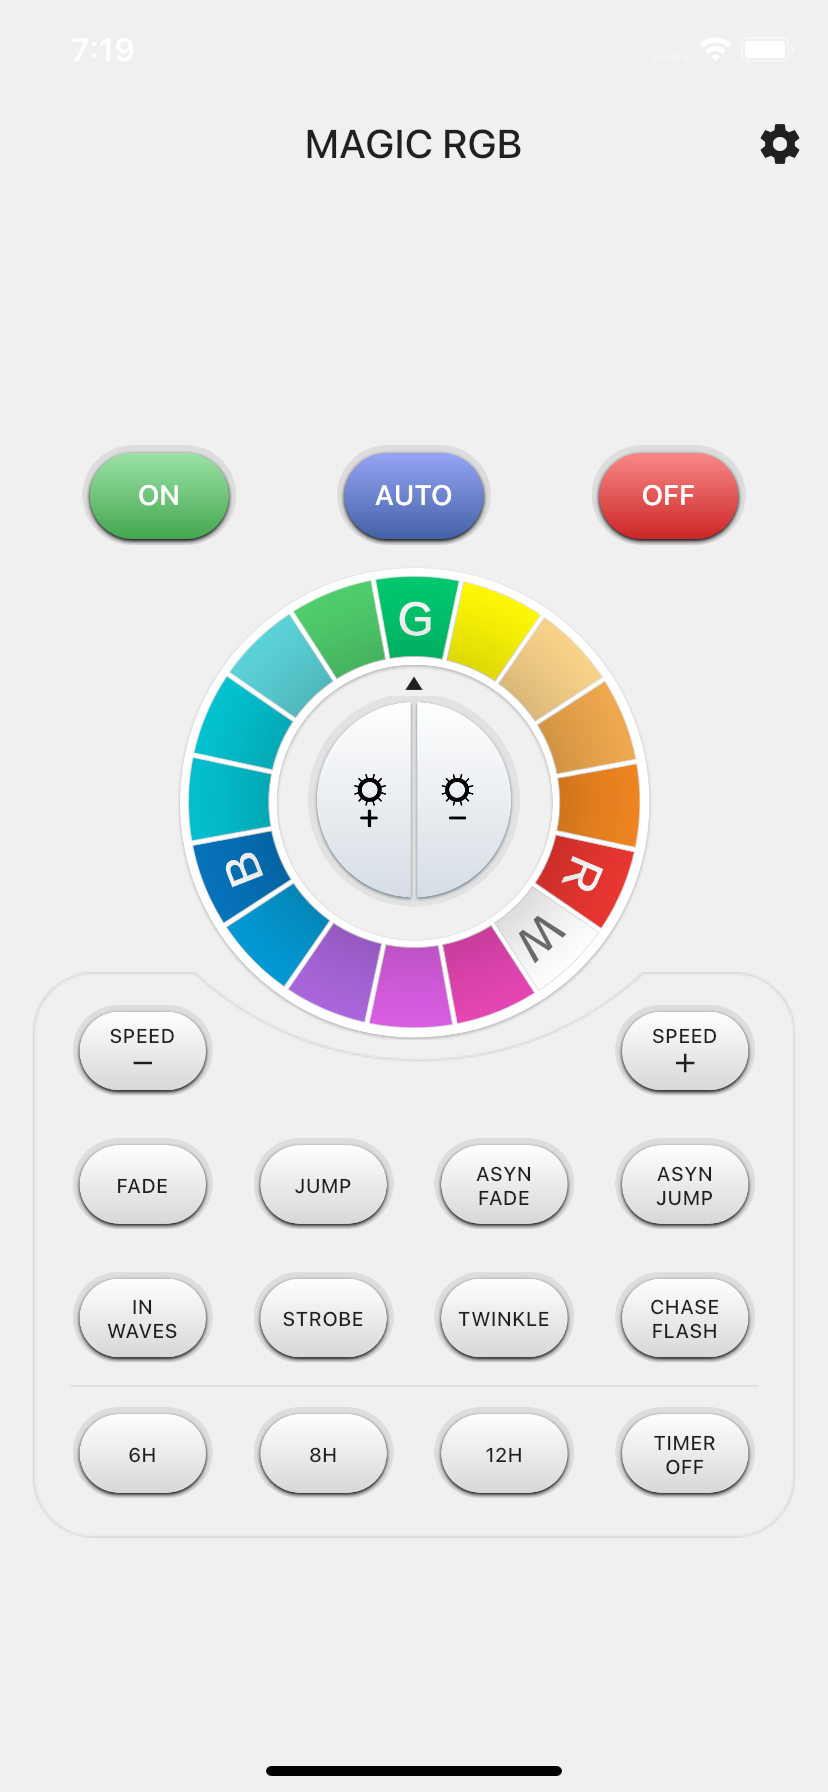 7:19
MAGIC RGB
ON
AUTO
OFF
G
B
R
W
+
−
SPEED
−
SPEED
+
FADE
JUMP
ASYN
FADE
ASYN
JUMP
IN
WAVES
STROBE
TWINKLE
CHASE
FLASH
6H
8H
12H
TIMER
OFF